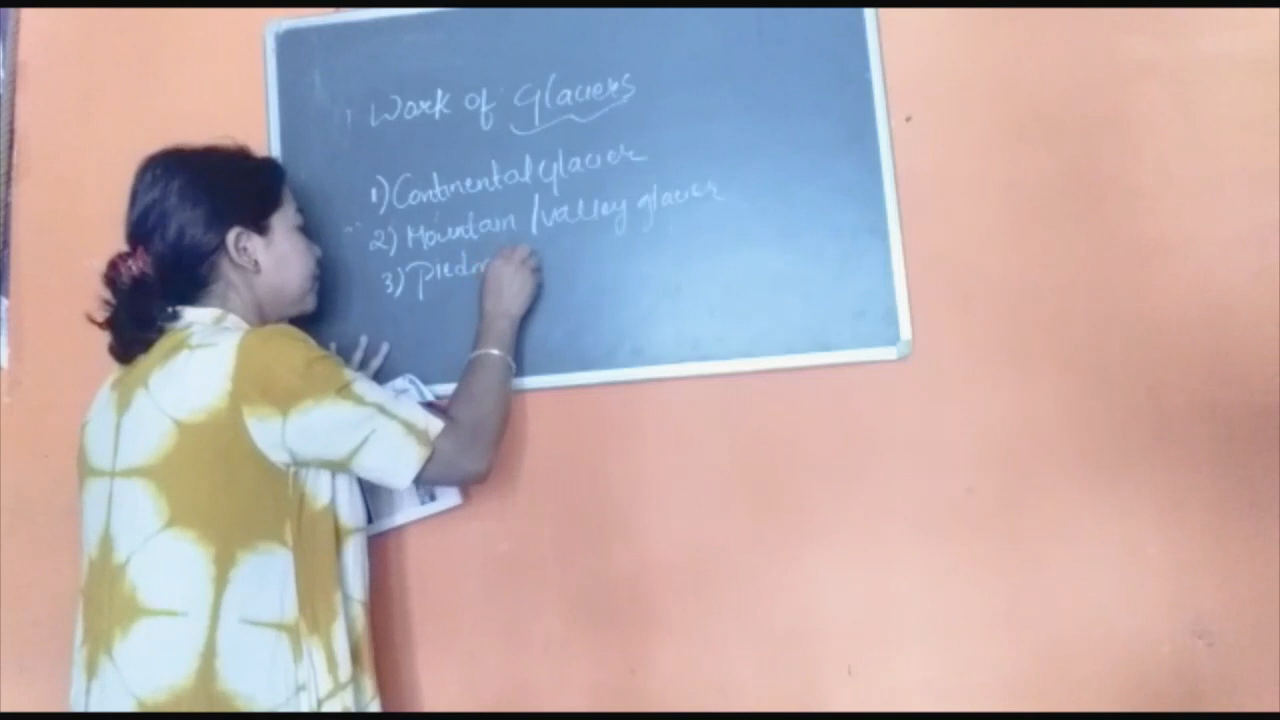 Work of Glaciers
1) Continental glacier
2) Mountain / valley glacier
3) Piedm